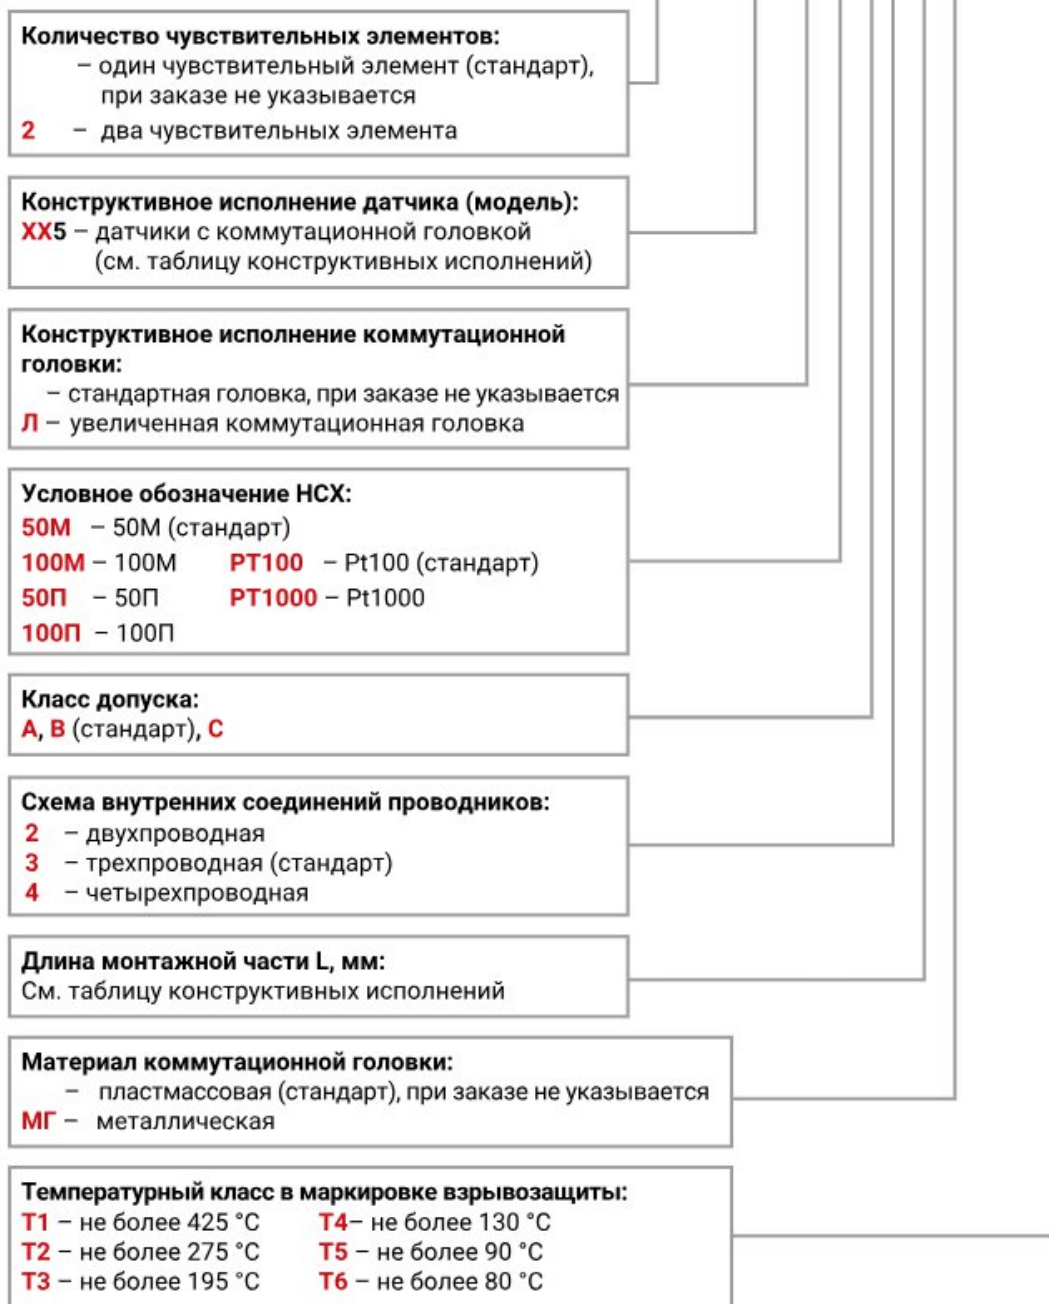 Количество чувствительных элементов:
– один чувствительный элемент (стандарт),
при заказе не указывается
2 – два чувствительных элемента
Конструктивное исполнение датчика (модель):
ХХ5 – датчики с коммутационной головкой
(см. таблицу конструктивных исполнений)
Конструктивное исполнение коммутационной
головки:
– стандартная головка, при заказе не указывается
Л – увеличенная коммутационная головка
Условное обозначение НСХ:
50М – 50М (стандарт)
100М – 100М PT100 – Pt100 (стандарт)
50П – 50П PT1000 – Pt1000
100П – 100П
Класс допуска:
А, В (стандарт), С
Схема внутренних соединений проводников:
2 – двухпроводная
3 – трехпроводная (стандарт)
4 – четырехпроводная
Длина монтажной части L, мм:
См. таблицу конструктивных исполнений
Материал коммутационной головки:
– пластмассовая (стандарт), при заказе не указывается
МГ – металлическая
Температурный класс в маркировке взрывозащиты:
Т1 – не более 425 °С Т4– не более 130 °С
Т2 – не более 275 °С Т5 – не более 90 °С
Т3 – не более 195 °С Т6 – не более 80 °С